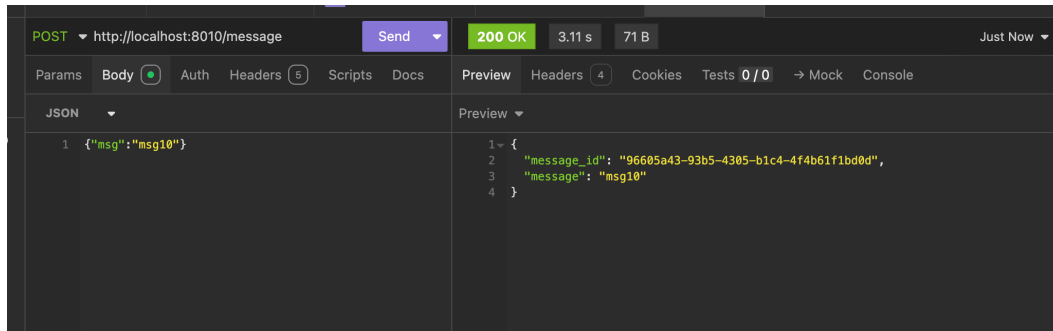 POST http://localhost:8010/message Send
200 OK 3.11 s 71 B Just Now
Params Body Auth Headers 5 Scripts Docs
Preview Headers 4 Cookies Tests 0 / 0 → Mock Console
JSON
Preview
1 {"msg":"msg10"}
1 {
2 "message_id": "96605a43-93b5-4305-b1c4-4f4b61f1bd0d",
3 "message": "msg10"
4 }